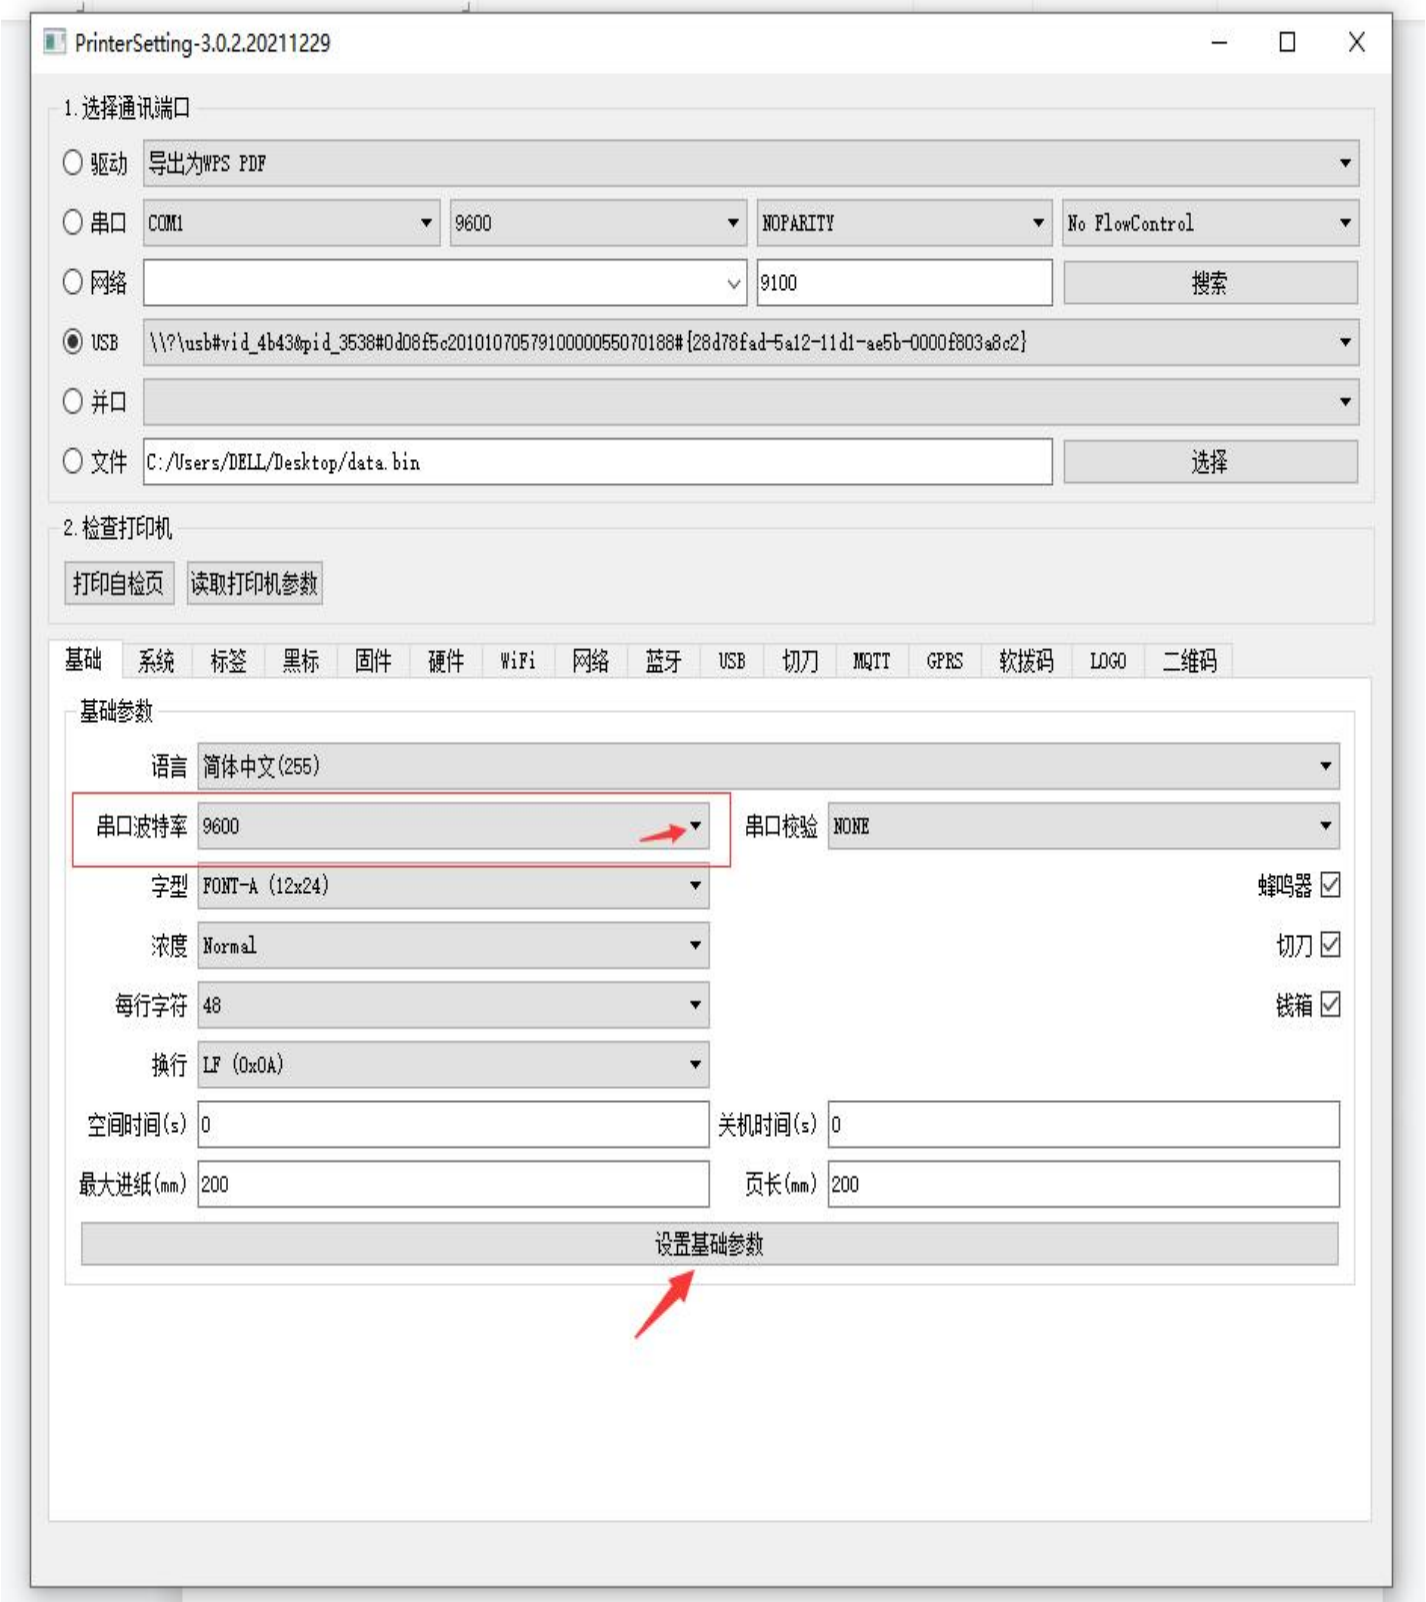 PrinterSetting-3.0.2.20211229
1.选择通讯端口
驱动 导出为WPS PDF
串口 COM1 9600 NOPARITY No FlowControl
网络 9100 搜索
USB \\?\usb#vid_4b43&pid_3538#0d08f5c2010107057910000055070188#{28d78fad-5a12-11d1-ae5b-0000f803a8c2}
并口
文件 C:/Users/DELL/Desktop/data.bin 选择
2.检查打印机
打印自检页 读取打印机参数
基础 系统 标签 黑标 固件 硬件 WiFi 网络 蓝牙 USB 切刀 MQTT GPRS 软拨码 LOGO 二维码
基础参数
语言 简体中文(255)
串口波特率 9600 串口校验 NONE
字型 FONT-A (12x24) 蜂鸣器
浓度 Normal 切刀
每行字符 48 钱箱
换行 LF (0x0A)
空间时间(s) 0 关机时间(s) 0
最大进纸(mm) 200 页长(mm) 200
设置基础参数